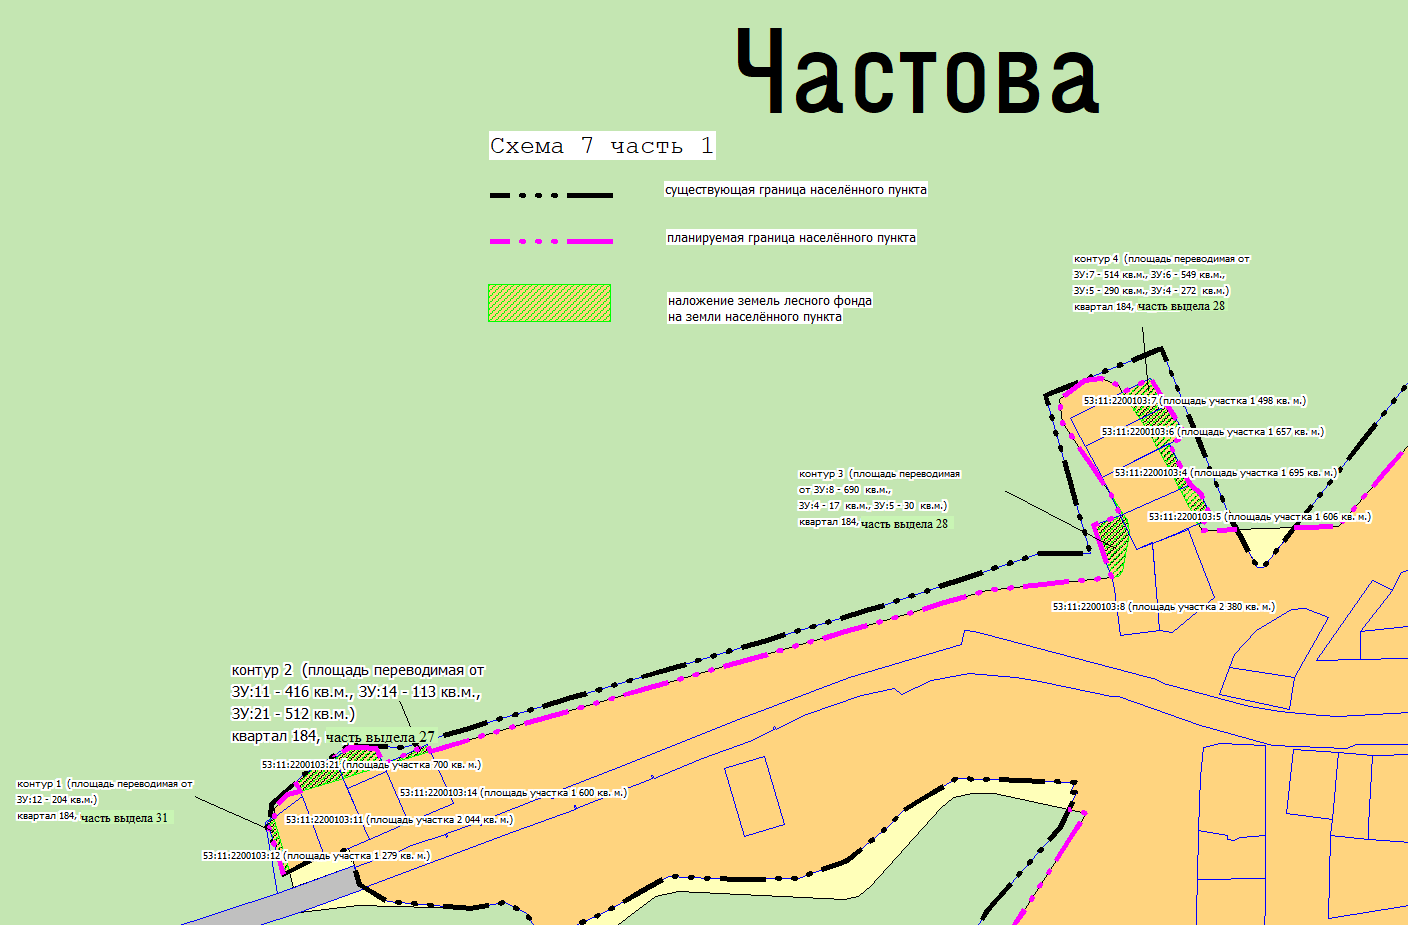 Частова
Схема 7 часть 1
существующая граница населённого пункта
планируемая граница населённого пункта
наложение земель лесного фонда
на земли населённого пункта
контур 4 (площадь переводимая от
ЗУ:7 - 514 кв.м., ЗУ:6 - 549 кв.м.,
ЗУ:5 - 290 кв.м., ЗУ:4 - 272 кв.м.)
квартал 184, часть выдела 28
53:11:2200103:7 (площадь участка 1 498 кв. м.)
53:11:2200103:6 (площадь участка 1 657 кв. м.)
53:11:2200103:4 (площадь участка 1 695 кв. м.)
53:11:2200103:5 (площадь участка 1 606 кв. м.)
контур 3 (площадь переводимая
от ЗУ:8 - 690 кв.м.,
ЗУ:4 - 17 кв.м., ЗУ:5 - 30 кв.м.)
квартал 184, часть выдела 28
53:11:2200103:8 (площадь участка 2 380 кв. м.)
контур 2 (площадь переводимая от
ЗУ:11 - 416 кв.м., ЗУ:14 - 113 кв.м.,
ЗУ:21 - 512 кв.м.)
квартал 184, часть выдела 27
53:11:2200103:21 (площадь участка 700 кв. м.)
контур 1 (площадь переводимая от
ЗУ:12 - 204 кв.м.)
квартал 184, часть выдела 31
53:11:2200103:14 (площадь участка 1 600 кв. м.)
53:11:2200103:11 (площадь участка 2 044 кв. м.)
53:11:2200103:12 (площадь участка 1 279 кв. м.)